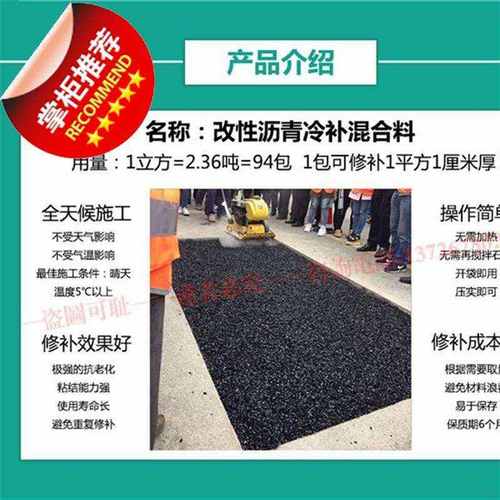 掌柜推荐
RECOMMEND
产品介绍
名称：改性沥青冷补混合料
用量：1立方=2.36吨=94包 1包可修补1平方1厘米厚
全天候施工
不受天气影响
不受气温影响
最佳施工条件：晴天
温度5℃以上
操作简单
无需加热
无需再搅拌石
开袋即用
压实即可
盗圖可耻
修补效果好
极强的抗老化
粘结能力强
使用寿命长
避免重复修补
修补成本
根据需要取
避免材料浪
易于保存
保质期6个月